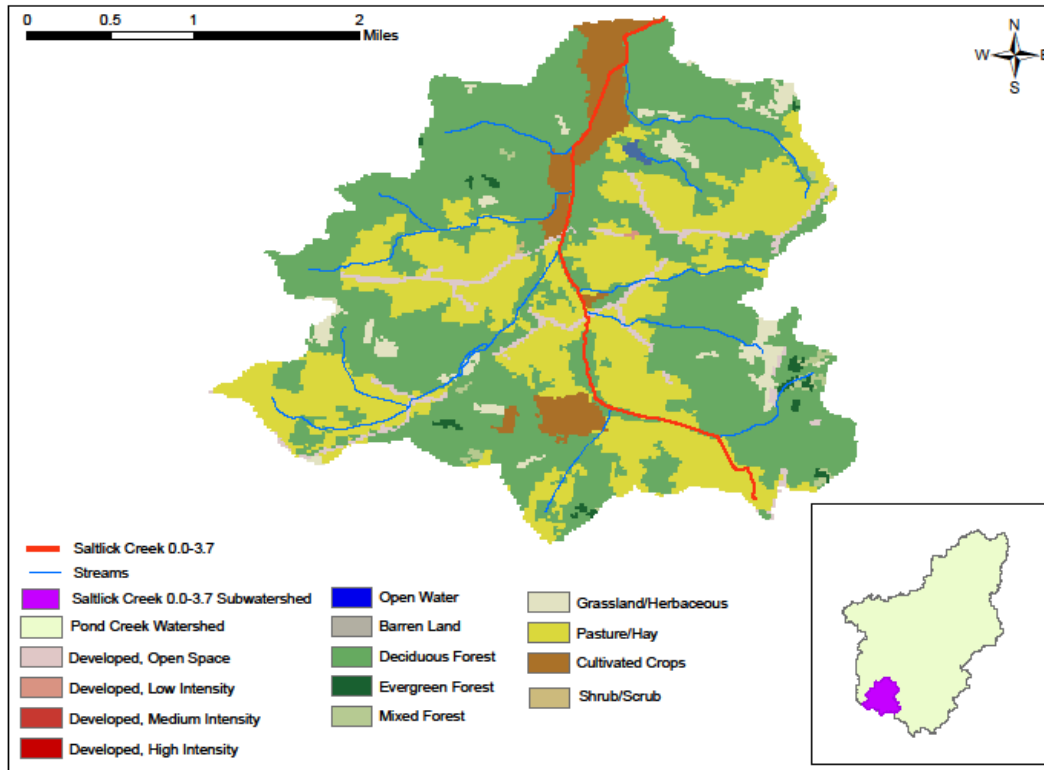 0 0.5 1 2
Miles
N
W E
S
Saltlick Creek 0.0-3.7
Streams
Saltlick Creek 0.0-3.7 Subwatershed
Pond Creek Watershed
Developed, Open Space
Developed, Low Intensity
Developed, Medium Intensity
Developed, High Intensity
Open Water
Barren Land
Deciduous Forest
Evergreen Forest
Mixed Forest
Grassland/Herbaceous
Pasture/Hay
Cultivated Crops
Shrub/Scrub